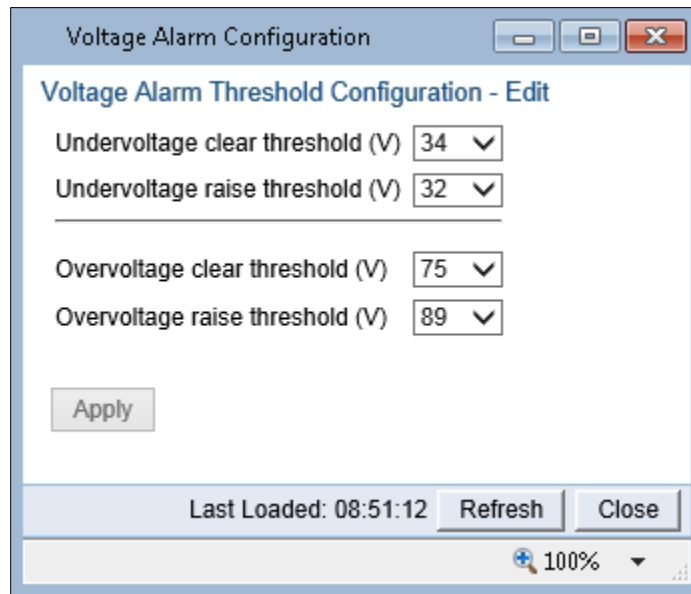 Voltage Alarm Configuration
Voltage Alarm Threshold Configuration - Edit
Undervoltage clear threshold (V) 34
Undervoltage raise threshold (V) 32
Overvoltage clear threshold (V) 75
Overvoltage raise threshold (V) 89
Apply
Last Loaded: 08:51:12 Refresh Close
100%